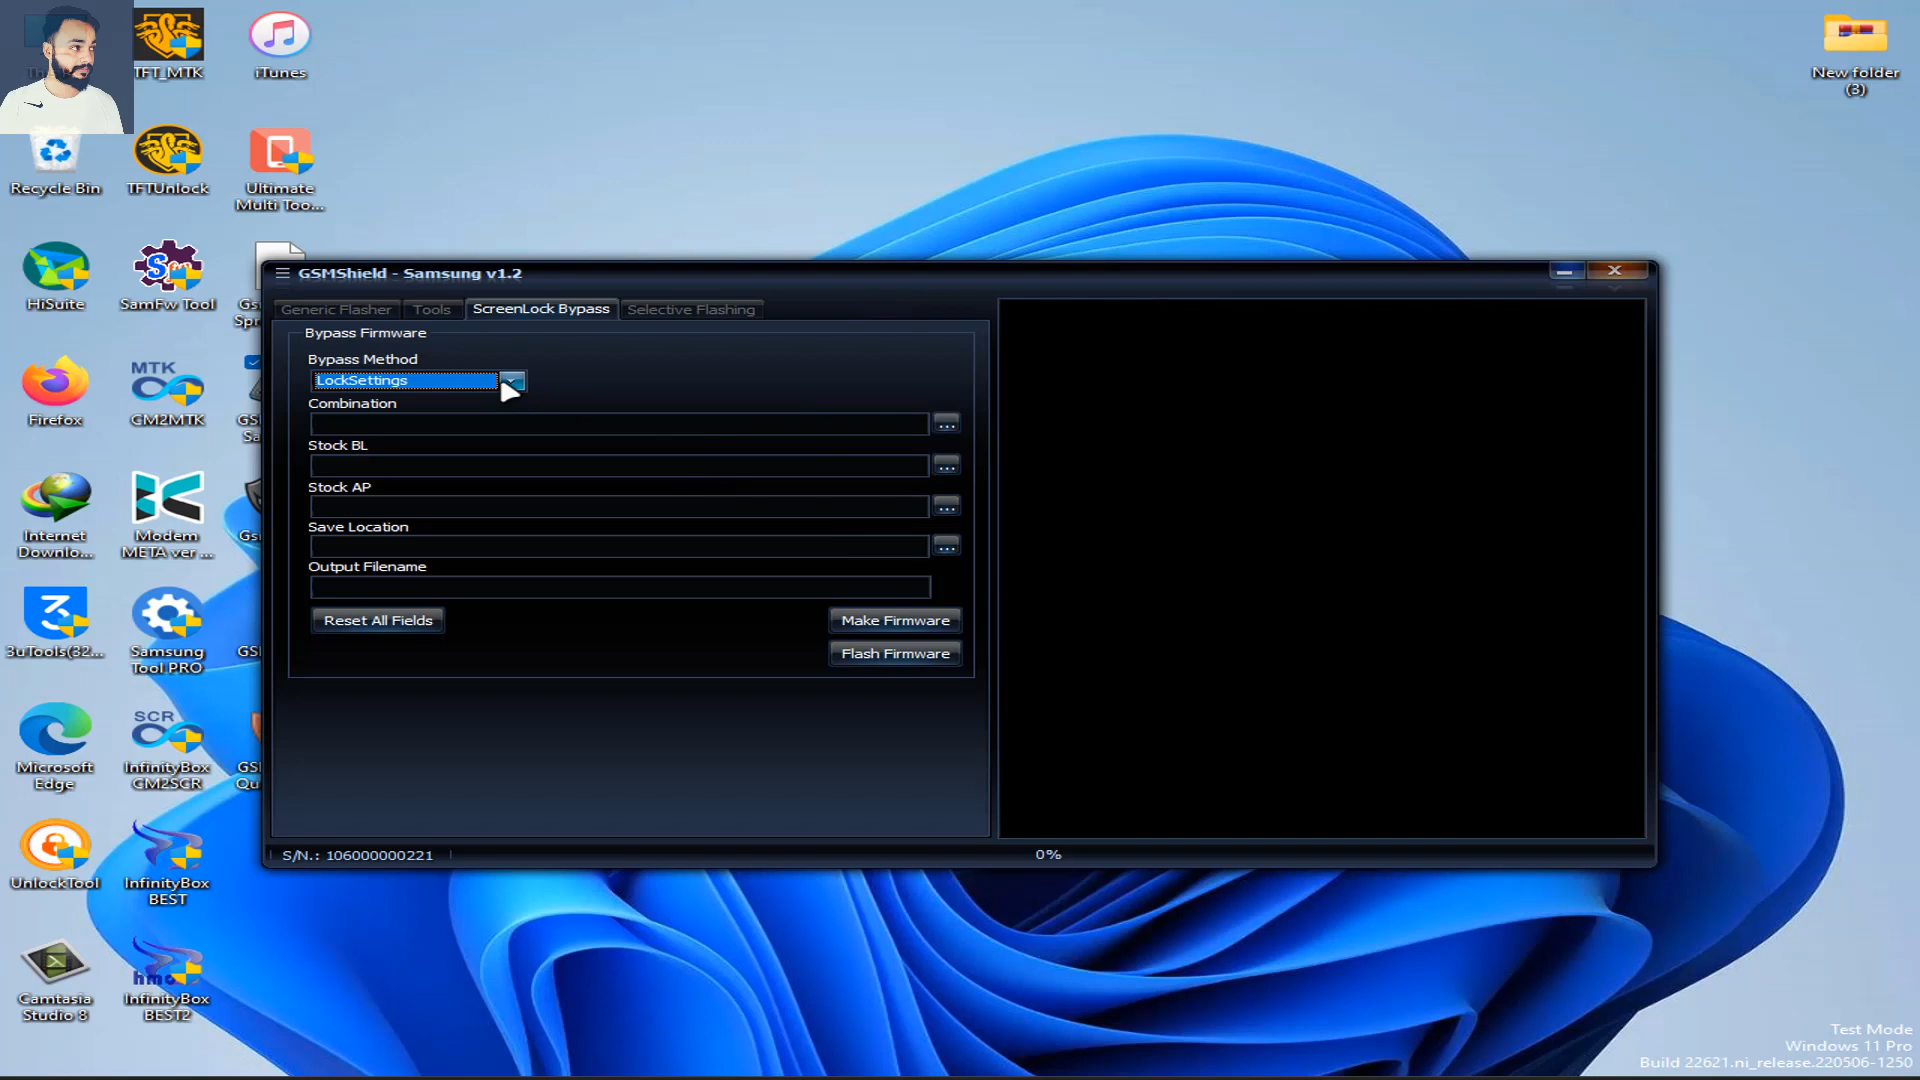 TFT_MTK
iTunes
New folder
(3)
Recycle Bin
TFTUnlock
Ultimate
Multi Too...
HiSuite
SamFw Tool
GSMShield - Samsung v1.2
Generic Flasher
Tools
ScreenLock Bypass
Selective Flashing
Bypass Firmware
Bypass Method
LockSettings
Combination
...
Stock BL
...
Stock AP
...
Save Location
...
Output Filename
Reset All Fields
Make Firmware
Flash Firmware
S/N.: 106000000221
0%
MTK
Firefox
CM2MTK
Internet
Downlo...
Modem
META ver ...
3uTools(32...
Samsung
Tool PRO
SCR
Microsoft
Edge
InfinityBox
CM2SCR
UnlockTool
InfinityBox
BEST
Camtasia
Studio 8
InfinityBox
BEST2
Test Mode
Windows 11 Pro
Build 22621.ni_release.220506-1250